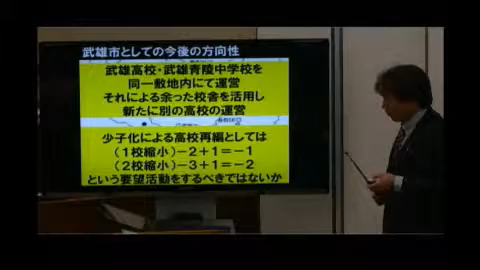 武雄市としての今後の方向性
武雄高校・武雄青陵中学校を
同一敷地内にて運営
それによる余った校舎を活用し
新たに別の高校の運営
少子化による高校再編としては
(1校縮小)-2+1=-1
(2校縮小)-3+1=-2
という要望活動をするべきではないか